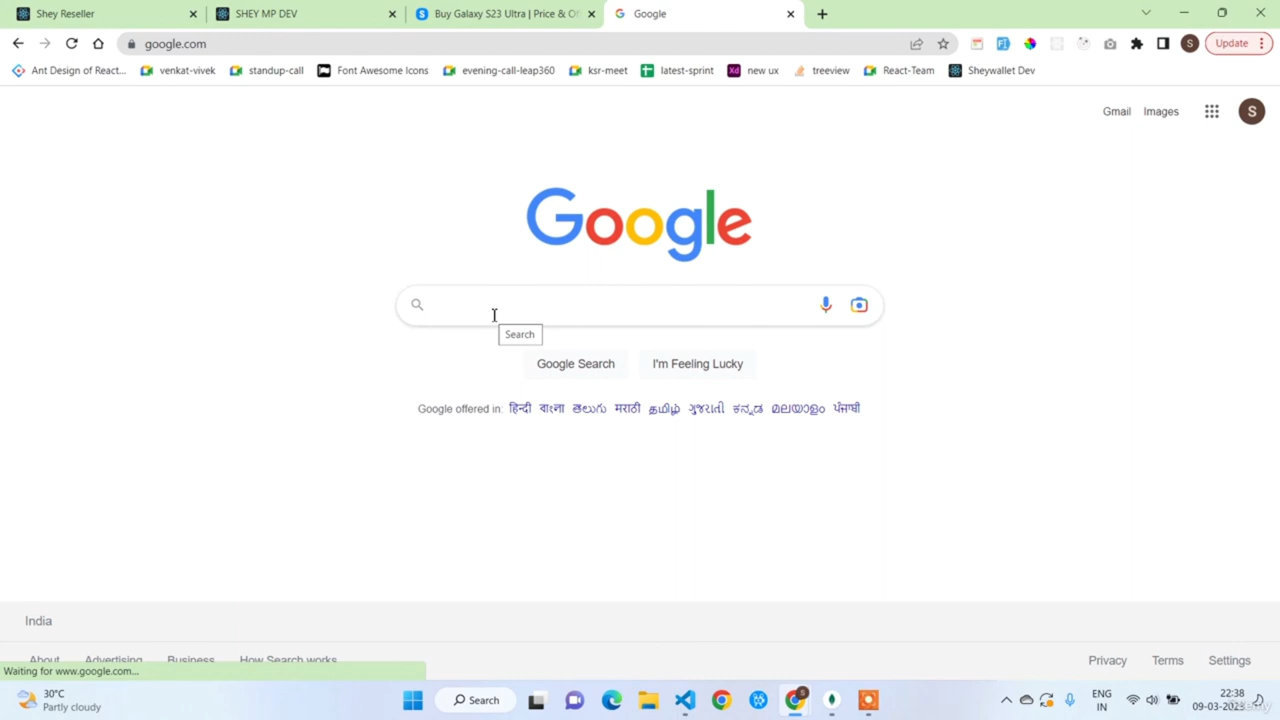 Shey Reseller
SHEY MP DEV
Buy Galaxy S23 Ultra | Price & Of
Google
google.com
S
Update
Ant Design of React...
venkat-vivek
standup-call
Font Awesome Icons
evening-call-leap360
ksr-meet
latest-sprint
Xd new ux
treeview
React-Team
Sheywallet Dev
Gmail
Images
S
Google
Search
Google Search
I'm Feeling Lucky
Google offered in: हिन्दी বাংলা తెలుగు मराठी தமிழ் ગુજરાતી ಕನ್ನಡ മലയാളം ਪੰਜਾਬੀ
India
About
Advertising
Business
How Search works
Privacy
Terms
Settings
Waiting for www.google.com...
30°C
Partly cloudy
Search
ENG
IN
22:38
09-03-2023